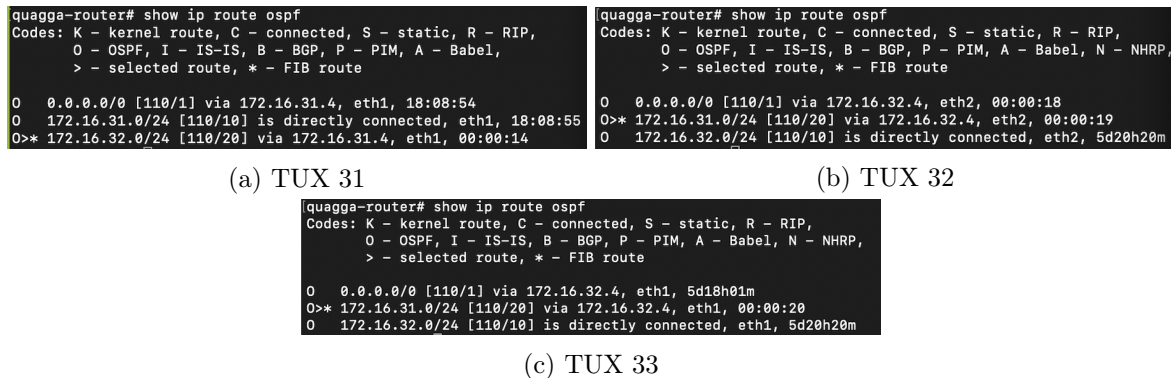 quagga-router# show ip route ospf
Codes: K - kernel route, C - connected, S - static, R - RIP,
O - OSPF, I - IS-IS, B - BGP, P - PIM, A - Babel,
> - selected route, * - FIB route
O 0.0.0.0/0 [110/1] via 172.16.31.4, eth1, 18:08:54
O 172.16.31.0/24 [110/10] is directly connected, eth1, 18:08:55
O>* 172.16.32.0/24 [110/20] via 172.16.31.4, eth1, 00:00:14
(a) TUX 31
[quagga-router# show ip route ospf
Codes: K - kernel route, C - connected, S - static, R - RIP,
O - OSPF, I - IS-IS, B - BGP, P - PIM, A - Babel, N - NHRP,
> - selected route, * - FIB route
O 0.0.0.0/0 [110/1] via 172.16.32.4, eth2, 00:00:18
O>* 172.16.31.0/24 [110/20] via 172.16.32.4, eth2, 00:00:19
O 172.16.32.0/24 [110/10] is directly connected, eth2, 5d20h20m
(b) TUX 32
[quagga-router# show ip route ospf
Codes: K - kernel route, C - connected, S - static, R - RIP,
O - OSPF, I - IS-IS, B - BGP, P - PIM, A - Babel, N - NHRP,
> - selected route, * - FIB route
O 0.0.0.0/0 [110/1] via 172.16.32.4, eth1, 5d18h01m
O>* 172.16.31.0/24 [110/20] via 172.16.32.4, eth1, 00:00:20
O 172.16.32.0/24 [110/10] is directly connected, eth1, 5d20h20m
(c) TUX 33